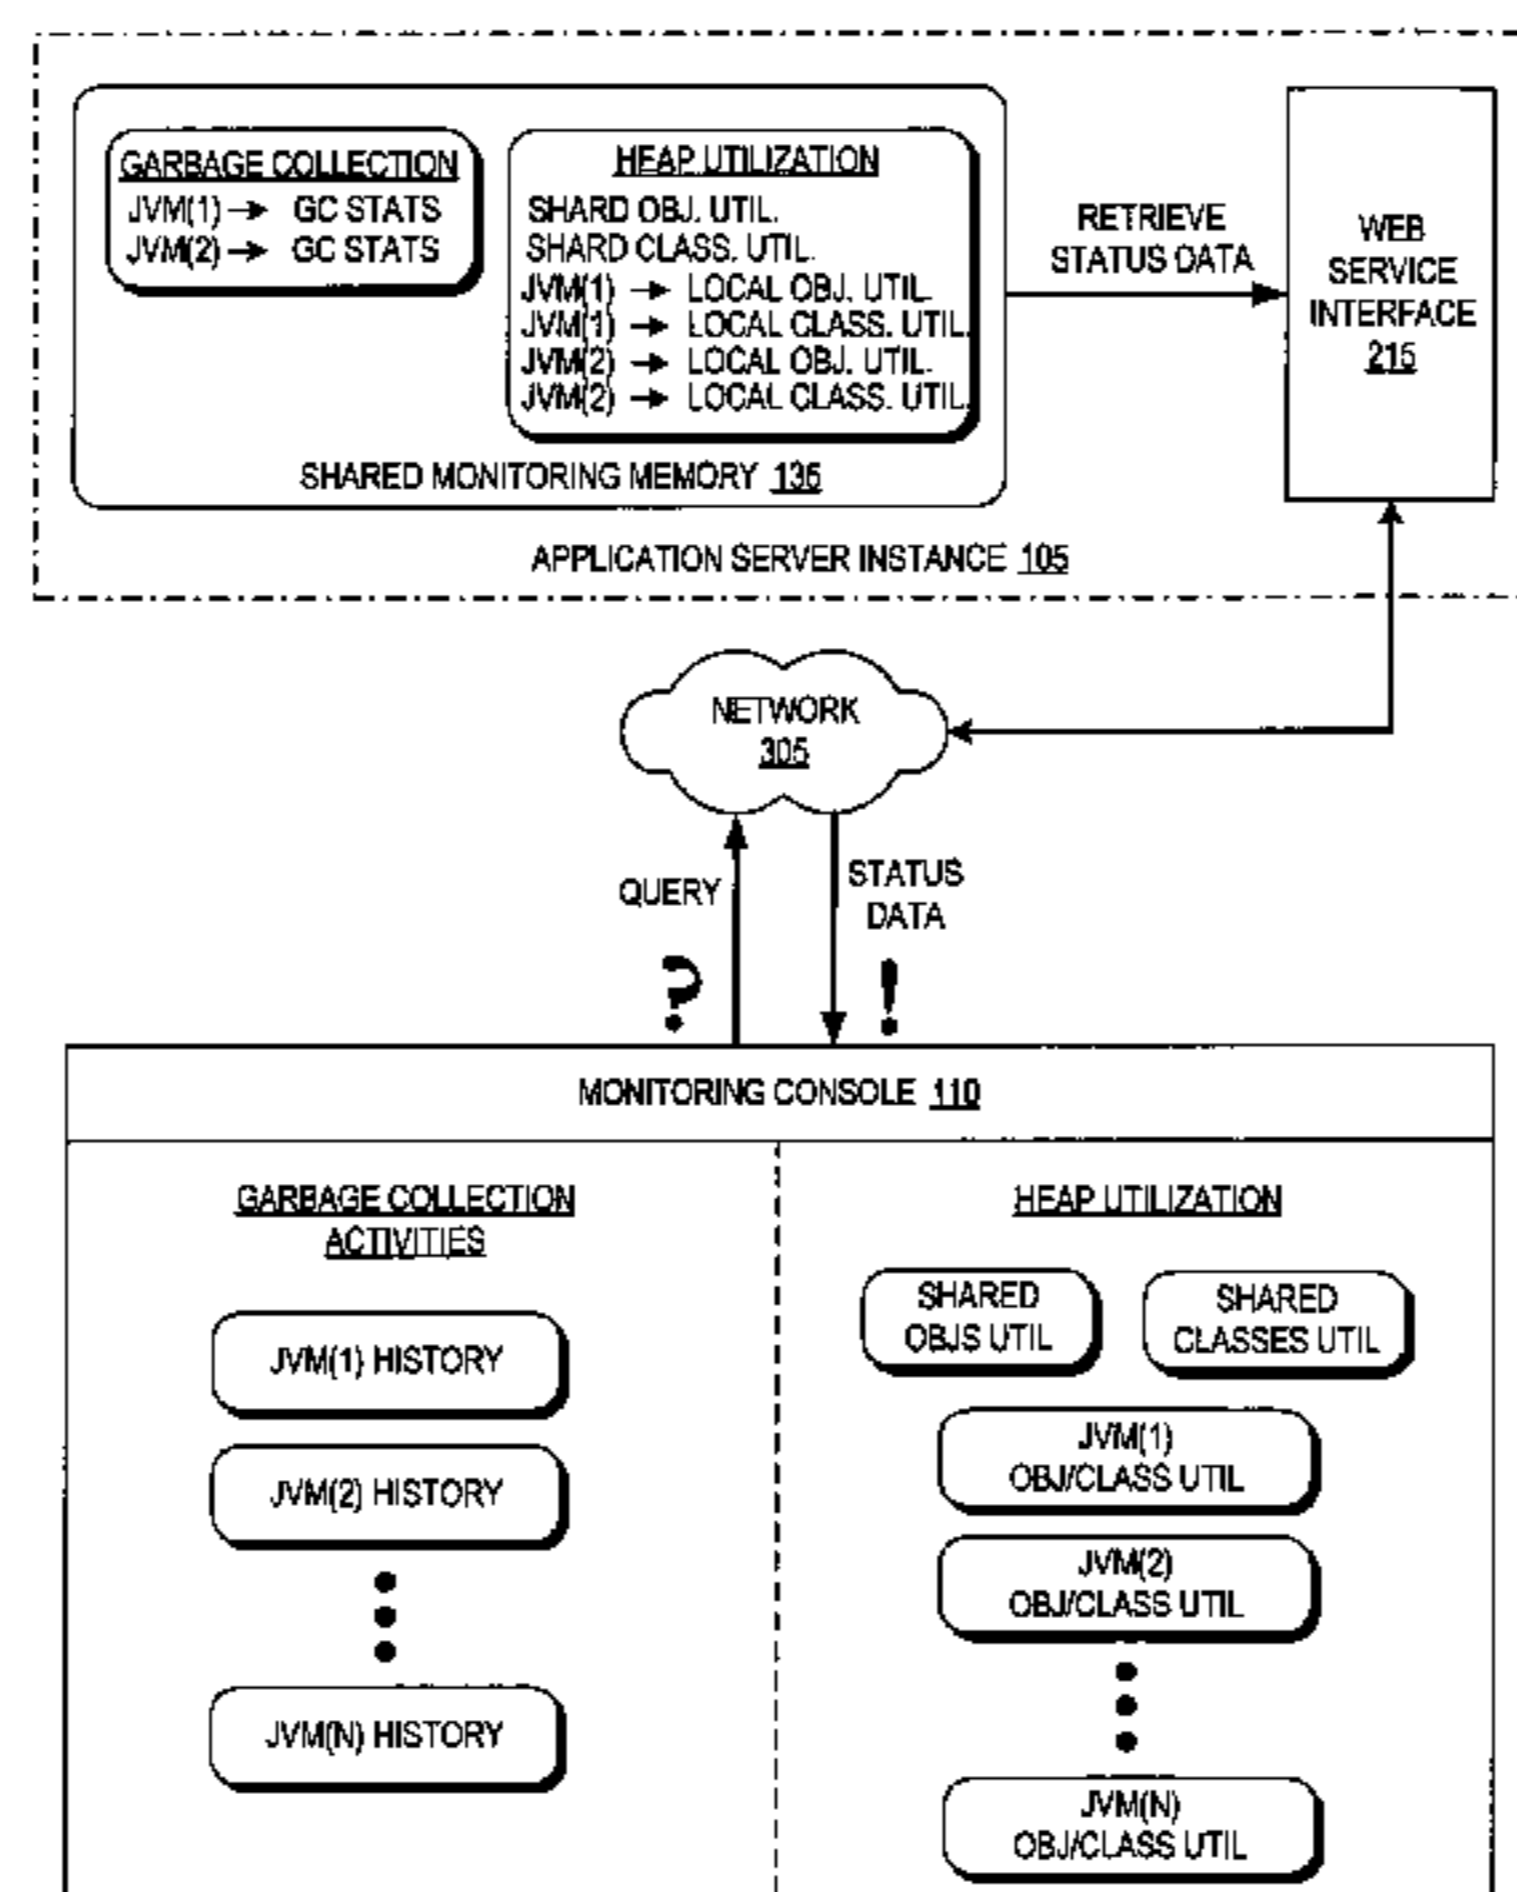 GARBAGE COLLECTION
JVM(1) → GC STATS
JVM(2) → GC STATS
HEAP UTILIZATION
SHARD OBJ. UTIL.
SHARD CLASS. UTIL.
JVM(1) → LOCAL OBJ. UTIL.
JVM(1) → LOCAL CLASS. UTIL.
JVM(2) → LOCAL OBJ. UTIL.
JVM(2) → LOCAL CLASS. UTIL.
SHARED MONITORING MEMORY 135
RETRIEVE
STATUS DATA
WEB
SERVICE
INTERFACE
215
APPLICATION SERVER INSTANCE 105
NETWORK
305
QUERY
?
STATUS
DATA
!
MONITORING CONSOLE 110
GARBAGE COLLECTION
ACTIVITIES
JVM(1) HISTORY
JVM(2) HISTORY
JVM(N) HISTORY
HEAP UTILIZATION
SHARED
OBJS UTIL
SHARED
CLASSES UTIL
JVM(1)
OBJ/CLASS UTIL
JVM(2)
OBJ/CLASS UTIL
JVM(N)
OBJ/CLASS UTIL